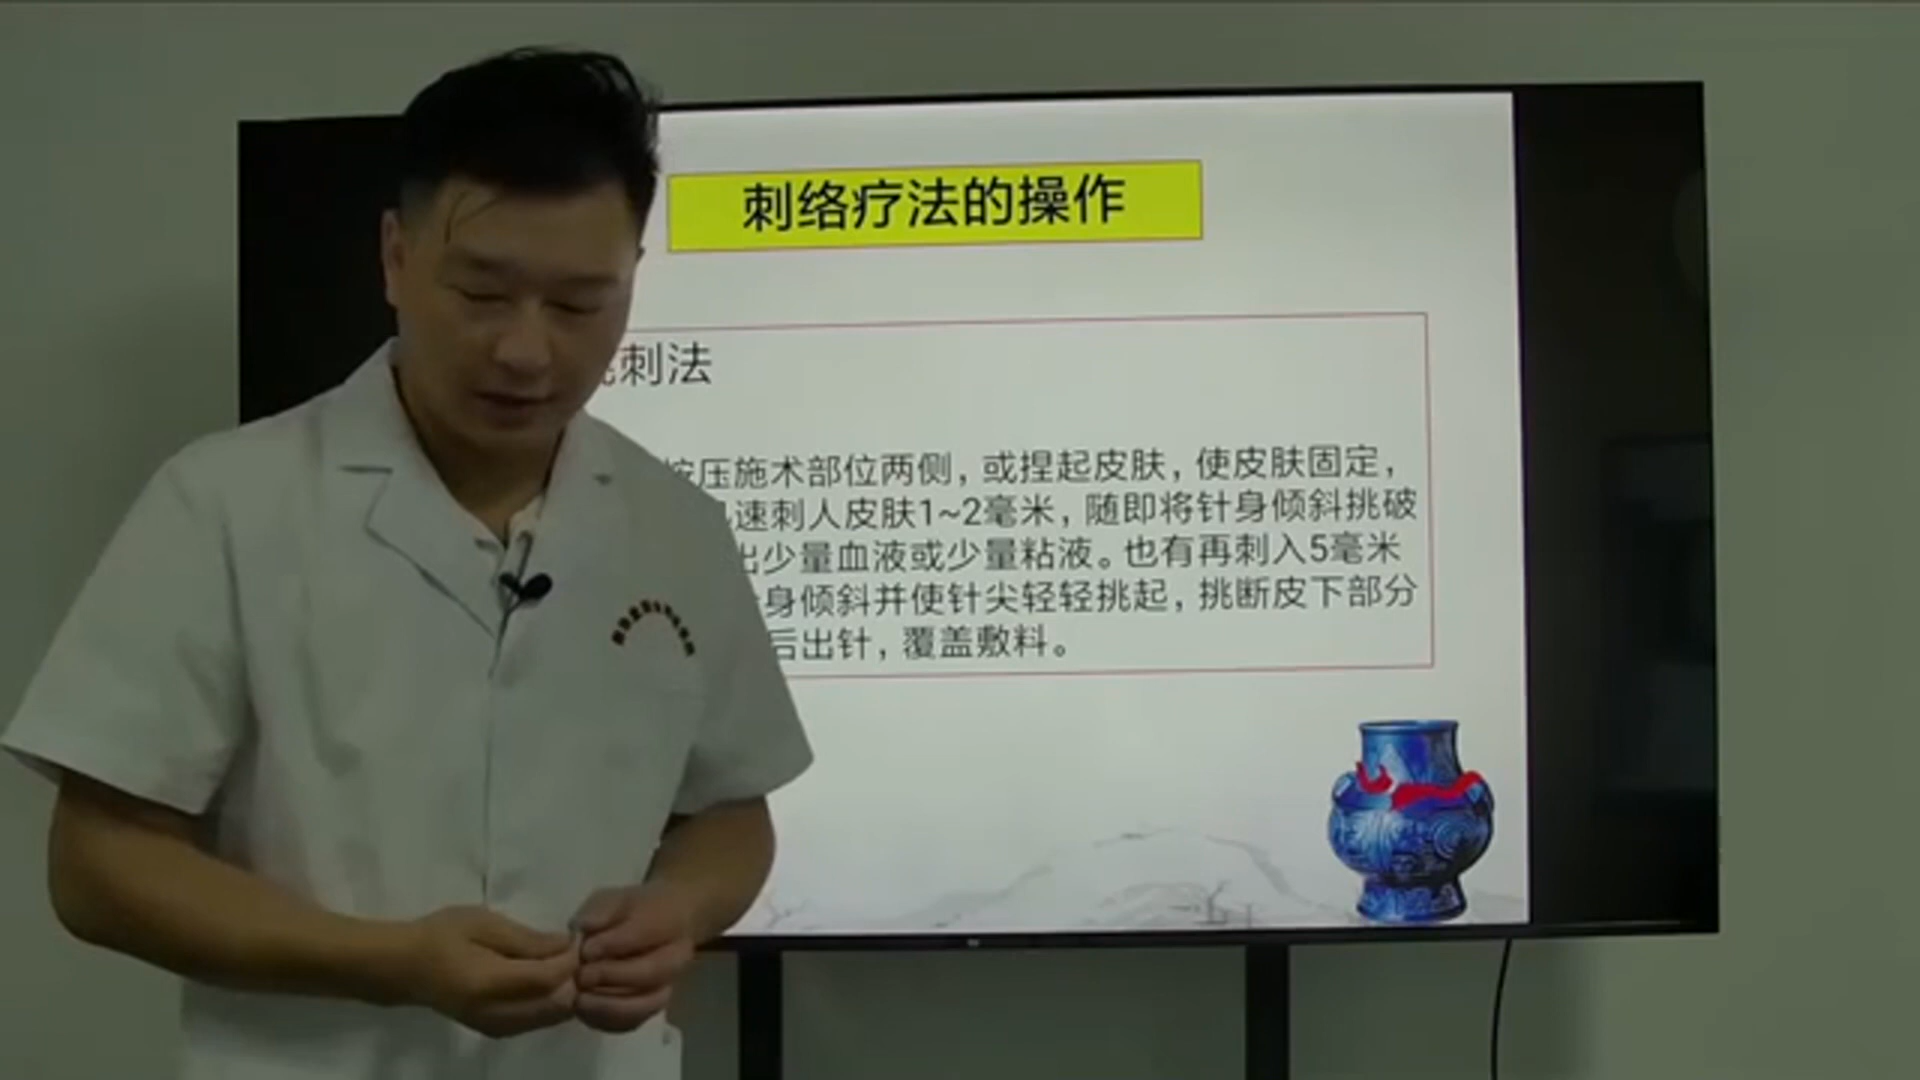 刺络疗法的操作
挑刺法
按压施术部位两侧，或捏起皮肤，使皮肤固定，
迅速刺人皮肤1~2毫米，随即将针身倾斜挑破
出少量血液或少量粘液。也有再刺入5毫米
针身倾斜并使针尖轻轻挑起，挑断皮下部分
后出针，覆盖敷料。